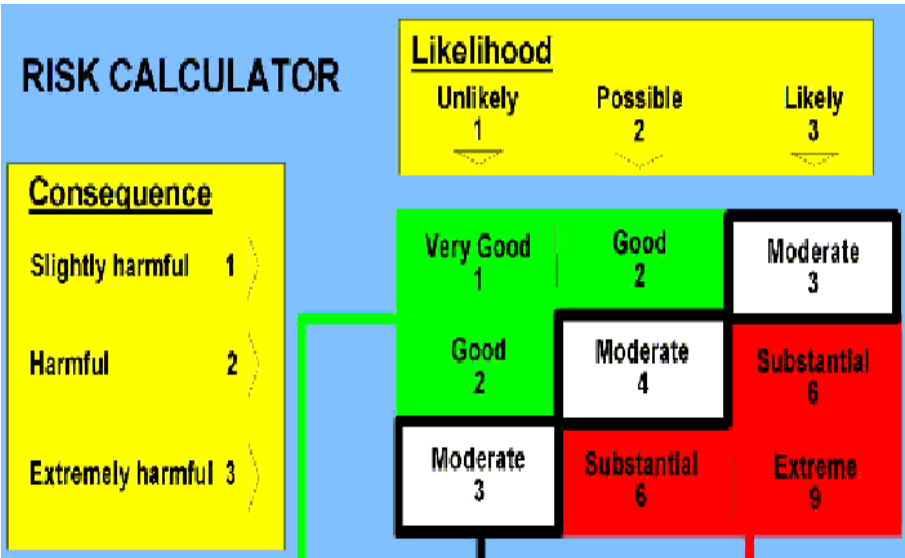 RISK CALCULATOR
Likelihood
Unlikely Possible Likely
1 2 3
Consequence
Slightly harmful 1
Harmful 2
Extremely harmful 3
Very Good Good Moderate
1 2 3
Good Moderate Substantial
2 4 6
Moderate Substantial Extreme
3 6 9